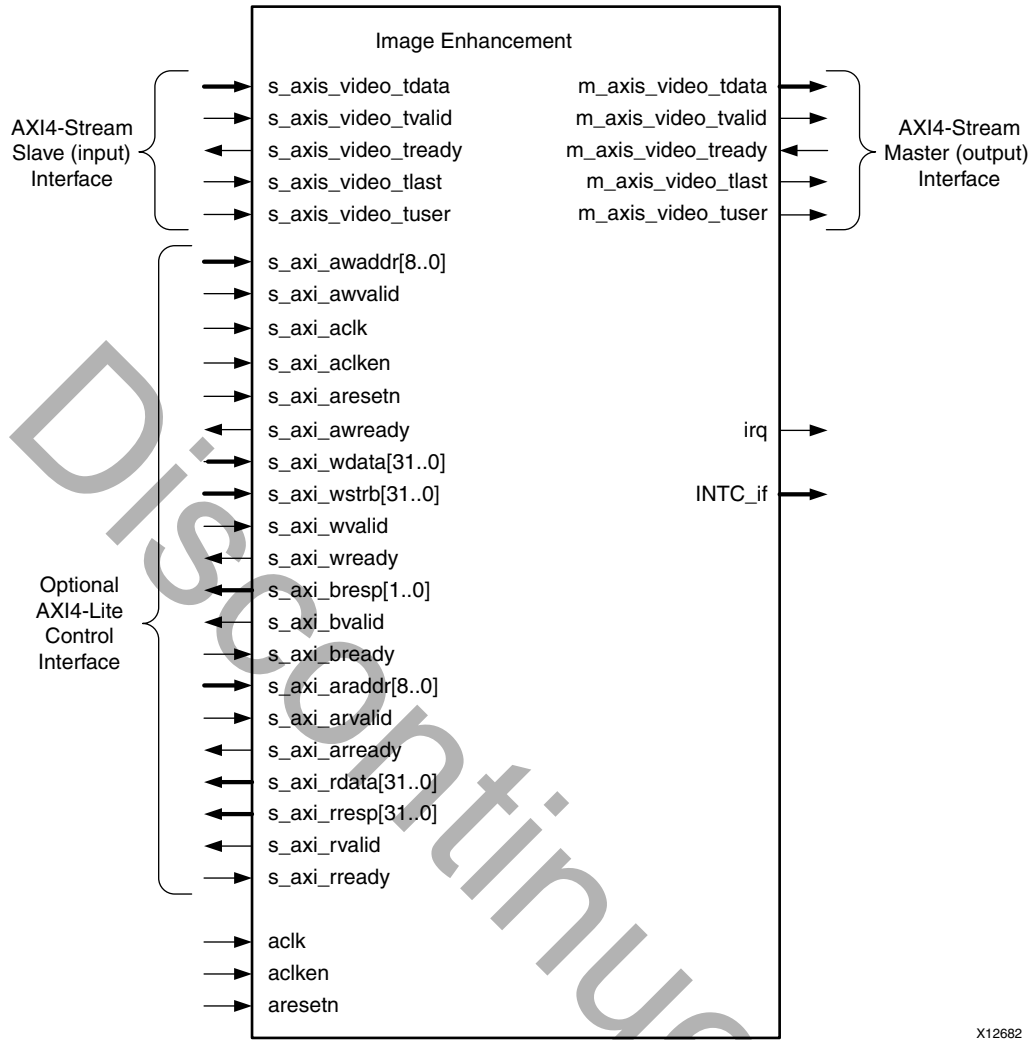 Image Enhancement
AXI4-Stream
Slave (input)
Interface
s_axis_video_tdata
s_axis_video_tvalid
s_axis_video_tready
s_axis_video_tlast
s_axis_video_tuser
m_axis_video_tdata
m_axis_video_tvalid
m_axis_video_tready
m_axis_video_tlast
m_axis_video_tuser
AXI4-Stream
Master (output)
Interface
Optional
AXI4-Lite
Control
Interface
s_axi_awaddr[8..0]
s_axi_awvalid
s_axi_aclk
s_axi_aclken
s_axi_aresetn
s_axi_awready
s_axi_wdata[31..0]
s_axi_wstrb[31..0]
s_axi_wvalid
s_axi_wready
s_axi_bresp[1..0]
s_axi_bvalid
s_axi_bready
s_axi_araddr[8..0]
s_axi_arvalid
s_axi_arready
s_axi_rdata[31..0]
s_axi_rresp[31..0]
s_axi_rvalid
s_axi_rready
irq
INTC_if
aclk
aclken
aresetn
X12682